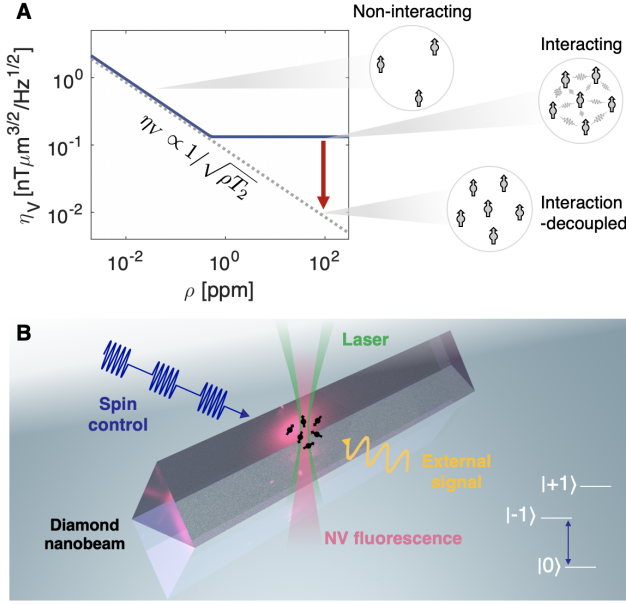 A
Non-interacting
Interacting
Interaction
-decoupled
η_V [nTμm^{3/2}/Hz^{1/2}]
10^0
10^{-1}
10^{-2}
η_V ∝ 1/√ρT_2
10^{-2}
10^0
10^2
ρ [ppm]
B
Laser
Spin
control
External
signal
Diamond
nanobeam
NV fluorescence
|+1⟩
|-1⟩
|0⟩